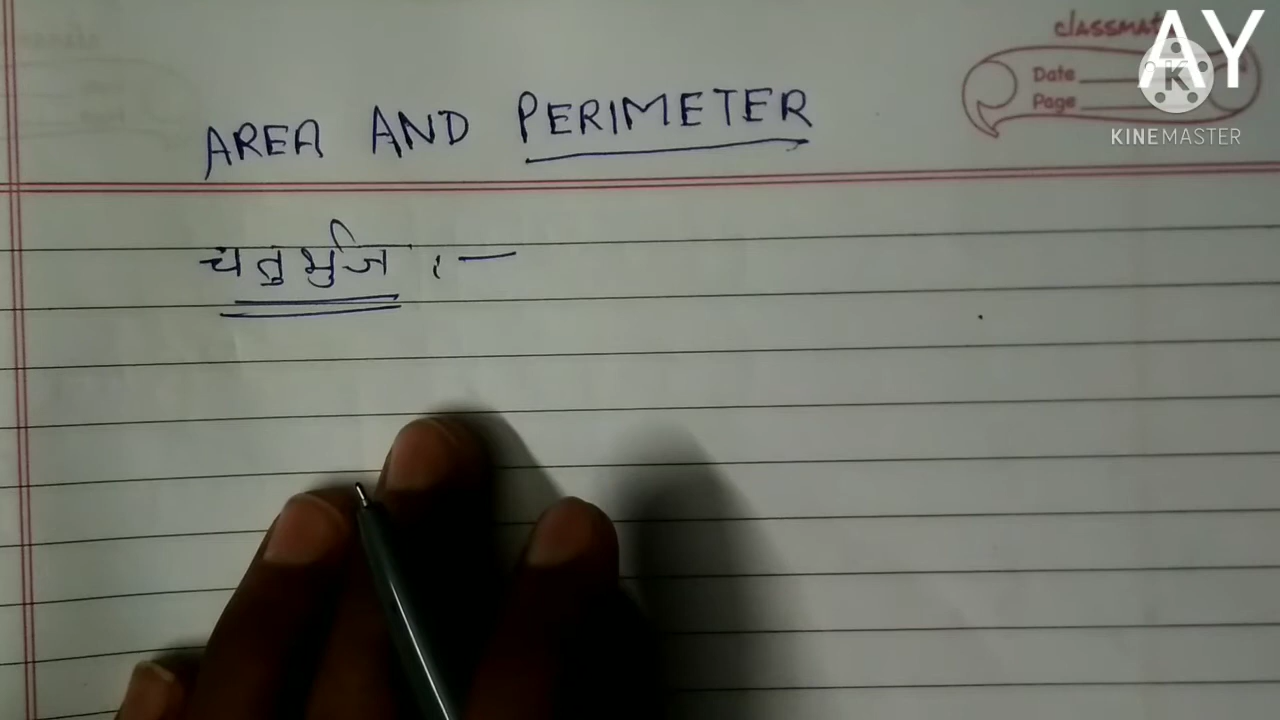 AREA AND PERIMETER
चतुर्भुज :-
classmate
Date
Page
AY
K
KINEMASTER